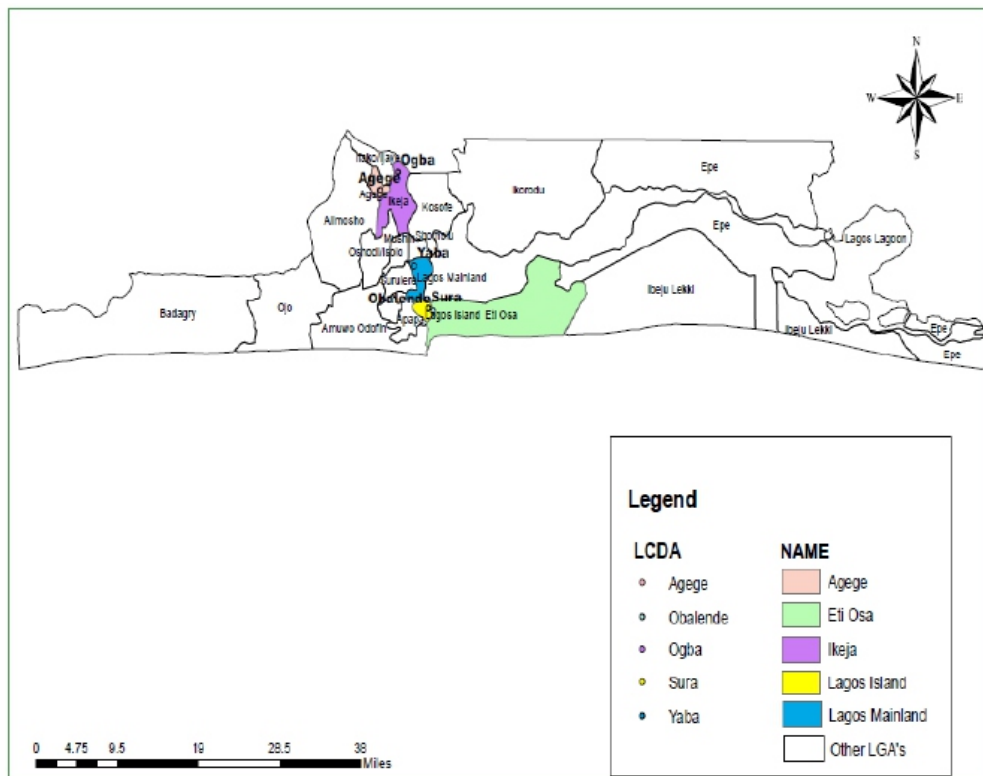 N
W
E
S
Ogba
Epe
Agege
Agege
Ikeja
Ikorodu
Kosofe
Alimosho
Epe
Lagos Lagoon
Yaba
Lagos Mainland
Surulere
Ibeju Lekki
Obalende
Sura
Ojo
Badagry
Apapa
Lagos Island
Eti Osa
Amuwo Odofin
Ibeju Lekki
Epe
Epe
Legend
LCDA
NAME
Agege
Agege
Obalende
Eti Osa
Ogba
Ikeja
Sura
Lagos Island
Yaba
Lagos Mainland
Other LGA's
0 4.75 9.5 19 28.5 38
Miles